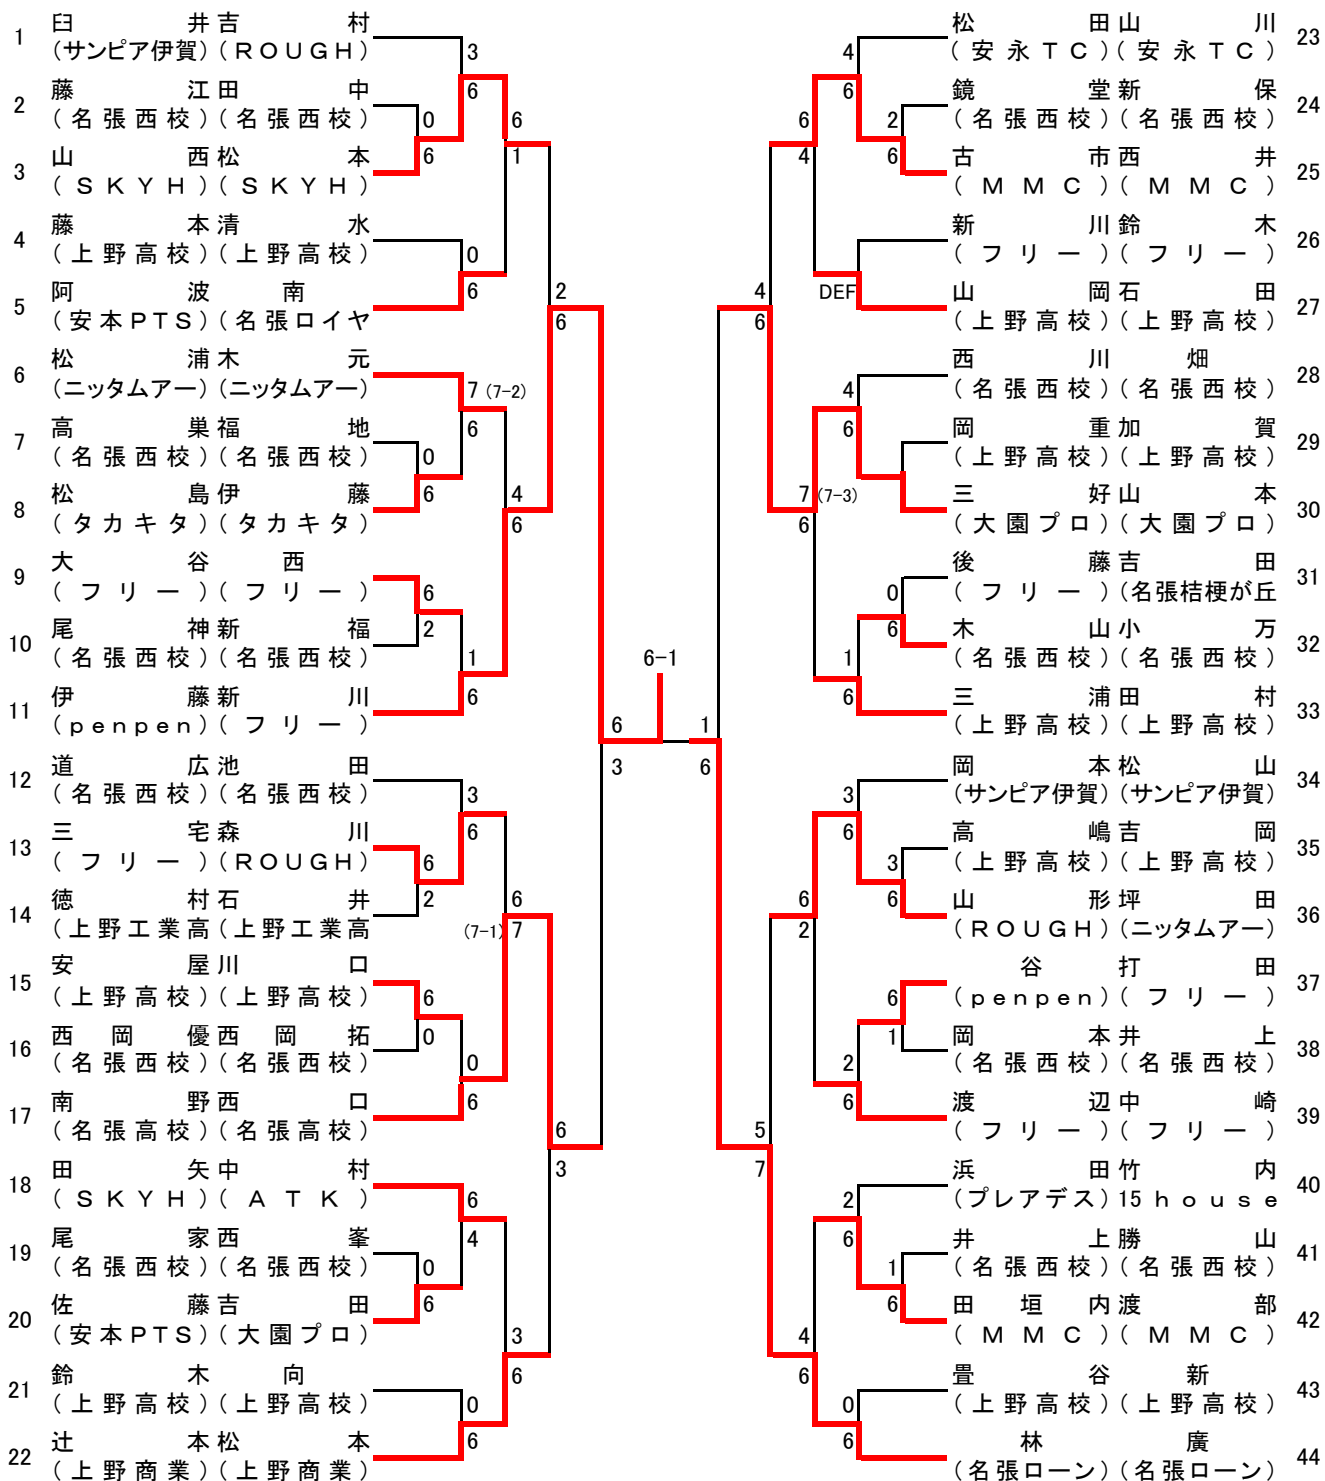 1 臼井 吉村
(サンピア伊賀) (ROUGH)
2 藤江 田中
(名張西校) (名張西校)
3 山西 松本
(SKYH) (SKYH)
4 藤本 清水
(上野高校) (上野高校)
5 阿波 南
(安本PTS) (名張ロイヤ
6 松浦 木元
(ニッタムアー) (ニッタムアー)
7 高巣 福地
(名張西校) (名張西校)
8 松島 伊藤
(タカキタ) (タカキタ)
9 大谷 西
(フリー) (フリー)
10 尾神 新福
(名張西校) (名張西校)
11 伊藤 新川
(penpen) (フリー)
12 道広 池田
(名張西校) (名張西校)
13 三宅 森川
(フリー) (ROUGH)
14 徳村 石井
(上野工業高 (上野工業高
15 安屋 川口
(上野高校) (上野高校)
16 西岡優 西岡拓
(名張西校) (名張西校)
17 南野 西口
(名張高校) (名張高校)
18 田矢 中村
(SKYH) (ATK)
19 尾家 西峯
(名張西校) (名張西校)
20 佐藤 吉田
(安本PTS) (大園プロ)
21 鈴木 向
(上野高校) (上野高校)
22 辻本 松本
(上野商業) (上野商業)
3
6
0
6
6
1
0
6
2
6
7 (7-2)
6
0
6
4
6
6
2
1
6
6
3
3
6
6
2
6
(7-1) 7
6
0
0
6
6
3
6
4
0
6
3
6
0
6
6-1
松田 山川 23
(安永TC) (安永TC)
鏡堂 新保 24
(名張西校) (名張西校)
古市 西井 25
(MMC) (MMC)
新川 鈴木 26
(フリー) (フリー)
山岡 石田 27
(上野高校) (上野高校)
西川 畑 28
(名張西校) (名張西校)
岡重 加賀 29
(上野高校) (上野高校)
三好 山本 30
(大園プロ) (大園プロ)
後藤 吉田 31
(フリー) (名張桔梗が丘
木山 小万 32
(名張西校) (名張西校)
三浦 田村 33
(上野高校) (上野高校)
岡本 松山 34
(サンピア伊賀) (サンピア伊賀)
高嶋 吉岡 35
(上野高校) (上野高校)
山形 坪田 36
(ROUGH) (ニッタムアー)
谷 打田 37
(penpen) (フリー)
岡本 井上 38
(名張西校) (名張西校)
渡辺 中崎 39
(フリー) (フリー)
浜田 竹内 40
(プレアデス) 15house
井上 勝山 41
(名張西校) (名張西校)
田垣内 渡部 42
(MMC) (MMC)
畳谷 新 43
(上野高校) (上野高校)
林 廣 44
(名張ローン) (名張ローン)
4
6
2
6
6
4
DEF
4
6
4
6
7 (7-3)
6
0
6
1
6
1
6
3
6
3
6
6
2
6
1
2
6
5
7
2
6
1
6
4
6
0
6